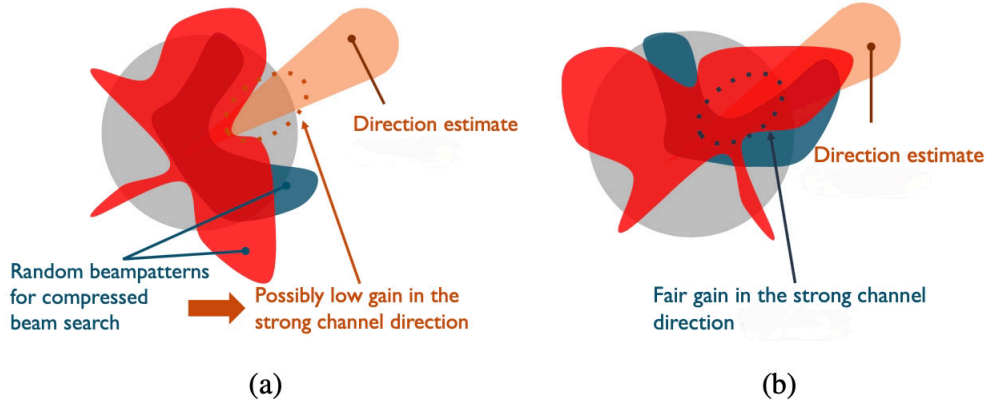 Direction estimate
Random beampatterns
for compressed
beam search
Possibly low gain in the
strong channel direction
(a)
Direction estimate
Fair gain in the strong channel
direction
(b)